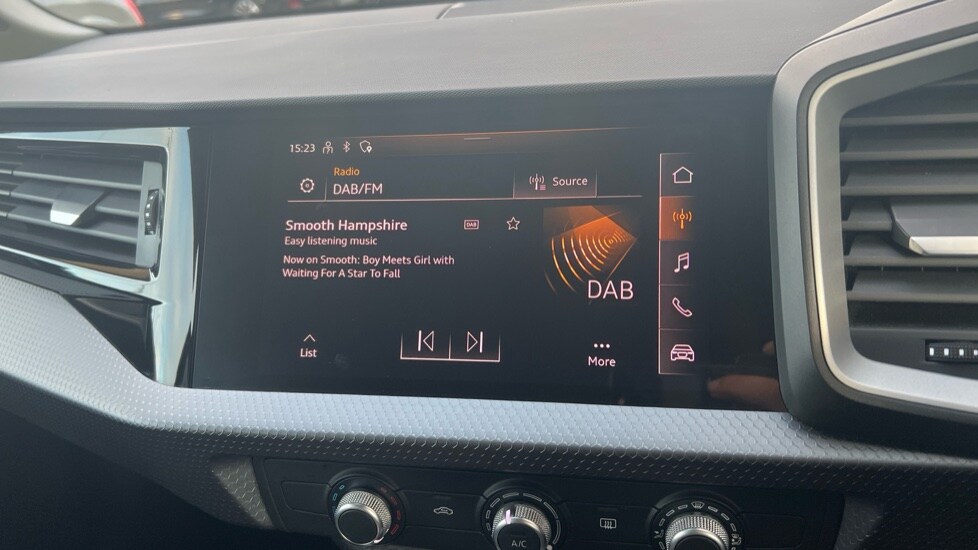 15:23
Radio
DAB/FM
Source
Smooth Hampshire
DAB
Easy listening music
Now on Smooth: Boy Meets Girl with
Waiting For A Star To Fall
DAB
List
More
A/C